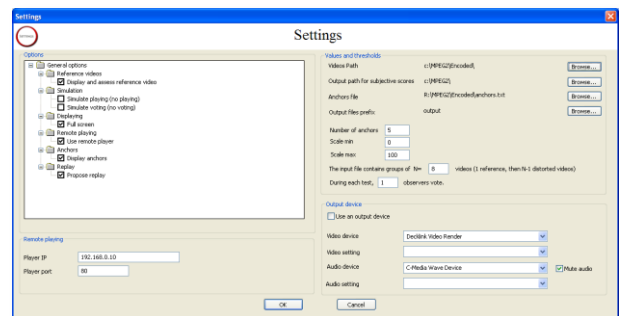 Settings
Settings
Options
General options
Reference videos
Display and assess reference video
Simulation
Simulate playing (no playing)
Simulate voting (no voting)
Displaying
Full screen
Remote playing
Use remote player
Anchors
Display anchors
Replay
Propose replay
Remote playing
Player IP 192.168.0.10
Player port 80
Values and thresholds
Videos Path c:\MPEG2\Encoded\ Browse...
Output path for subjective scores c:\MPEG2\ Browse...
Anchors file R:\MPEG2\Encoded\anchors.txt Browse...
Output files prefix output Browse...
Number of anchors 5
Scale min 0
Scale max 100
The input file contains groups of N= 8 videos (1 reference, then N-1 distorted videos)
During each test, 1 observers vote.
Output device
Use an output device
Video device Decklink Video Render
Video setting
Audio device C-Media Wave Device Mute audio
Audio setting
OK Cancel